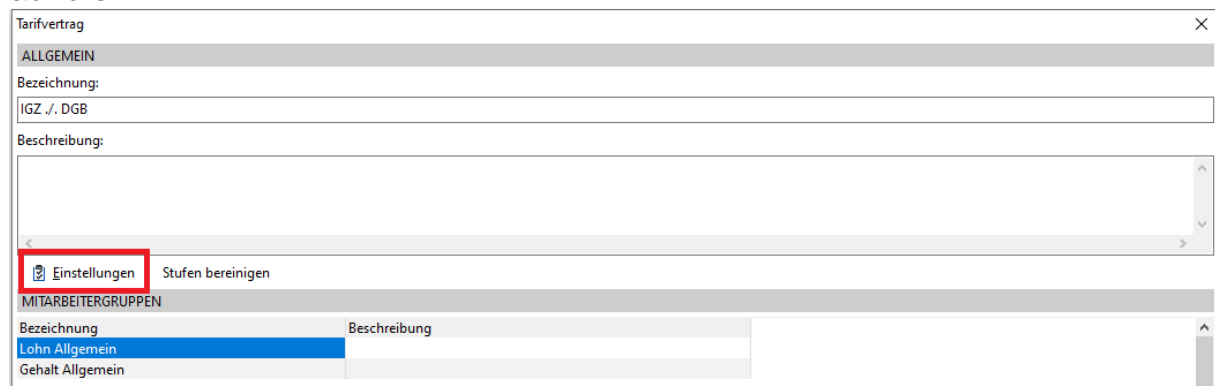 Tarifvertrag
ALLGEMEIN
Bezeichnung:
IGZ ./. DGB
Beschreibung:
Einstellungen Stufen bereinigen
MITARBEITERGRUPPEN
Bezeichnung Beschreibung
Lohn Allgemein
Gehalt Allgemein